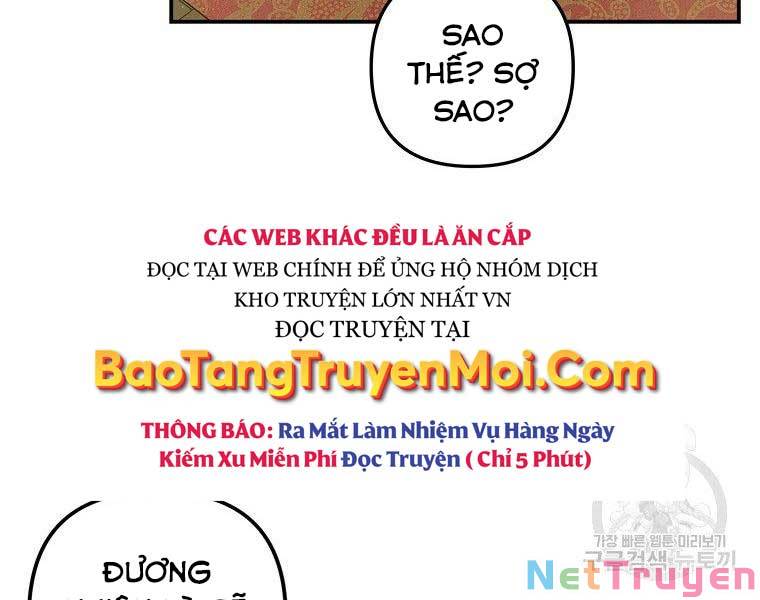 SAO
THẾ? SỢ
SAO?
CÁC WEB KHÁC ĐỀU LÀ ĂN CẮP
ĐỌC TẠI WEB CHÍNH ĐỂ ỦNG HỘ NHÓM DỊCH
KHO TRUYỆN LỚN NHẤT VN
ĐỌC TRUYỆN TẠI
BaoTangTruyenMoi.Com
THÔNG BÁO: Ra Mắt Làm Nhiệm Vụ Hàng Ngày
Kiếm Xu Miễn Phí Đọc Truyện ( Chỉ 5 Phút)
가장 빠른 웹툰 미리보기
구글검색 뉴토끼
NetTruyen
ĐƯƠNG